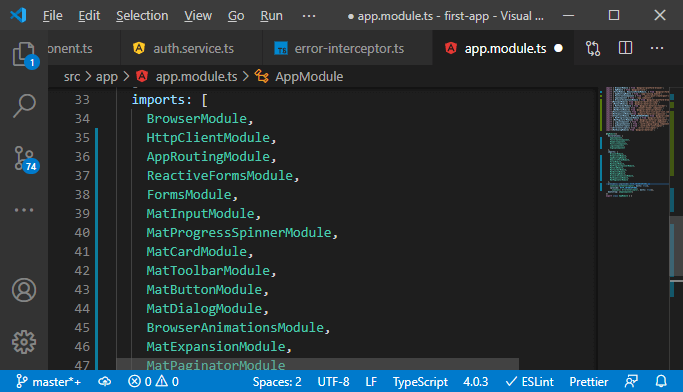 File Edit View Go Run ... app.module.ts - first-app - Visual ...
onent.ts auth.service.ts error-interceptor.ts app.module.ts
src > app > app.module.ts > AppModule
33 imports: [
34 BrowserModule,
35 HttpClientModule,
36 AppRoutingModule,
37 ReactiveFormsModule,
38 FormsModule,
39 MatInputModule,
40 MatProgressSpinnerModule,
41 MatCardModule,
42 MatToolbarModule,
43 MatButtonModule,
44 MatDialogModule,
45 BrowserAnimationsModule,
46 MatExpansionModule,
47 MatPaginatorModule
1
74
master*+ 0 0 Spaces: 2 UTF-8 LF TypeScript 4.0.3 ESLint Prettier